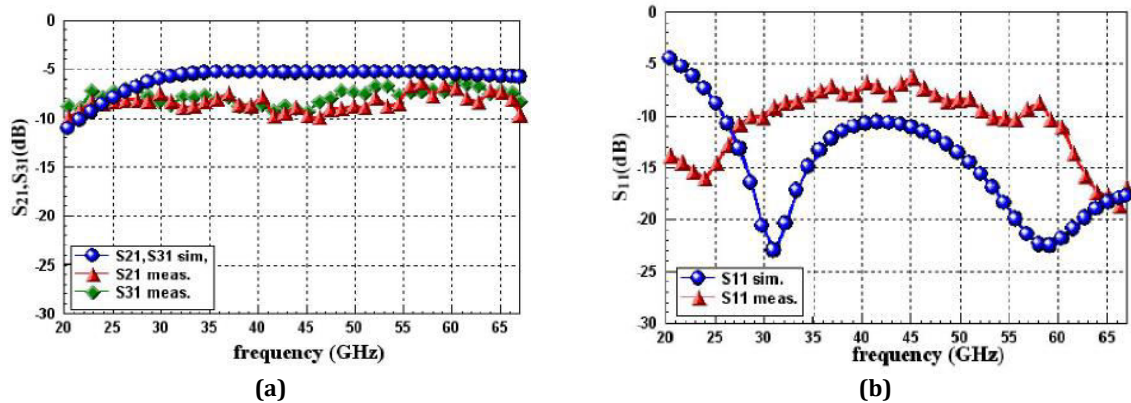 S21,S31(dB)
0
-5
-10
-15
-20
-25
-30
S21,S31 sim,
S21 meas.
S31 meas.
20 25 30 35 40 45 50 55 60 65
frequency (GHz)
(a)
S11(dB)
0
-5
-10
-15
-20
-25
-30
S11 sim.
S11 meas.
20 25 30 35 40 45 50 55 60 65
frequency (GHz)
(b)